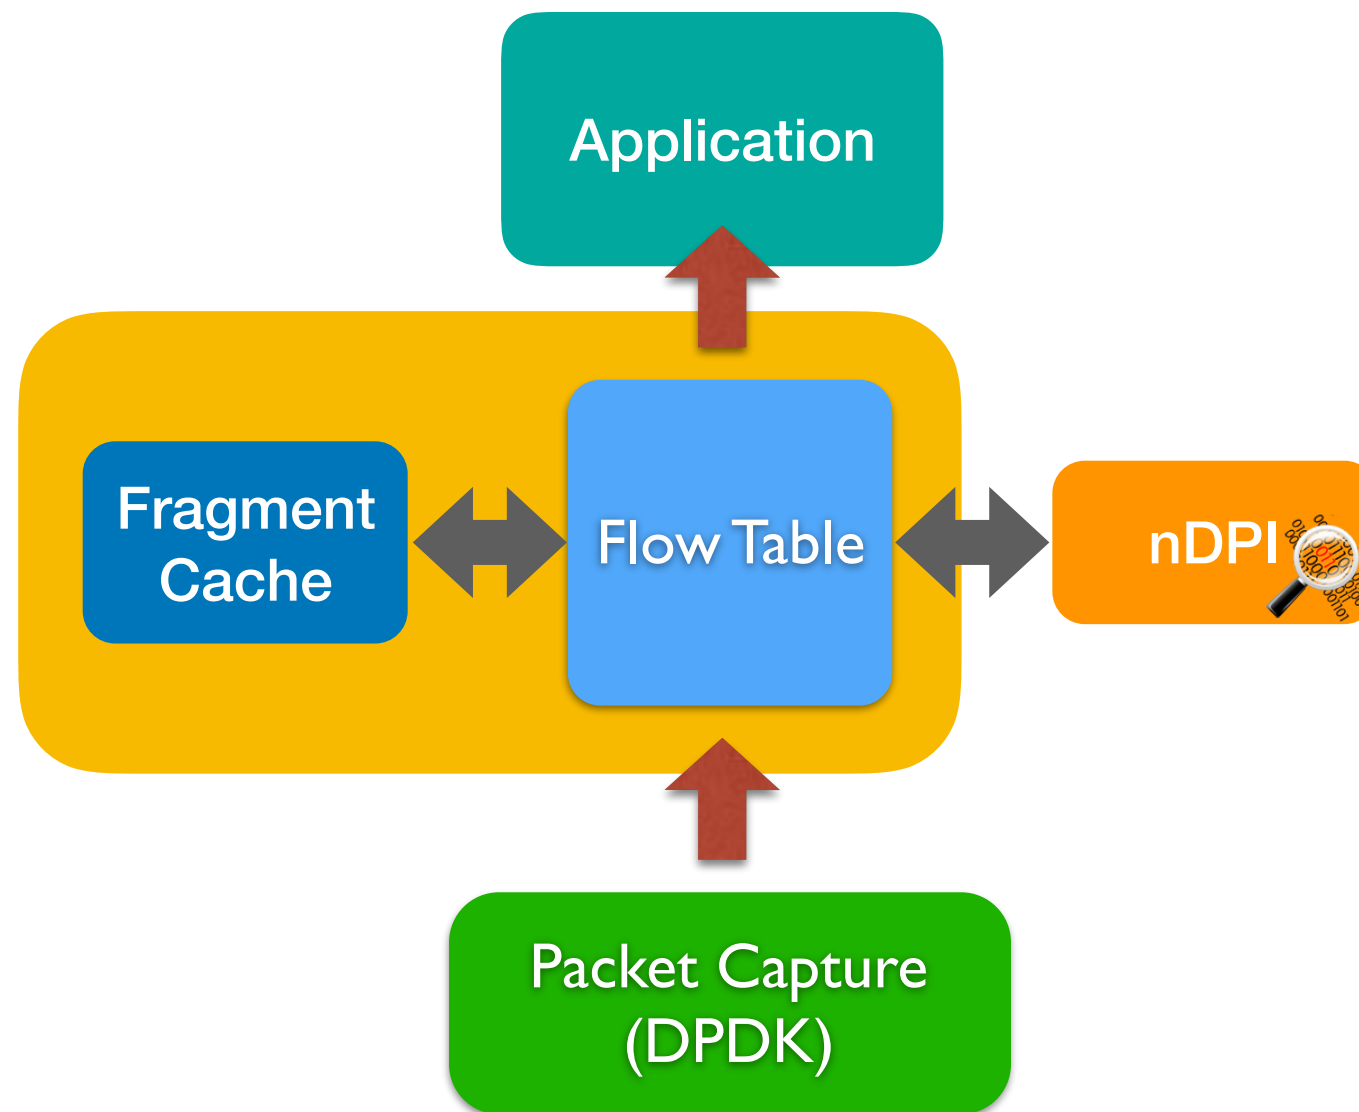 Application
Fragment
Cache
Flow Table
nDPI
Packet Capture
(DPDK)